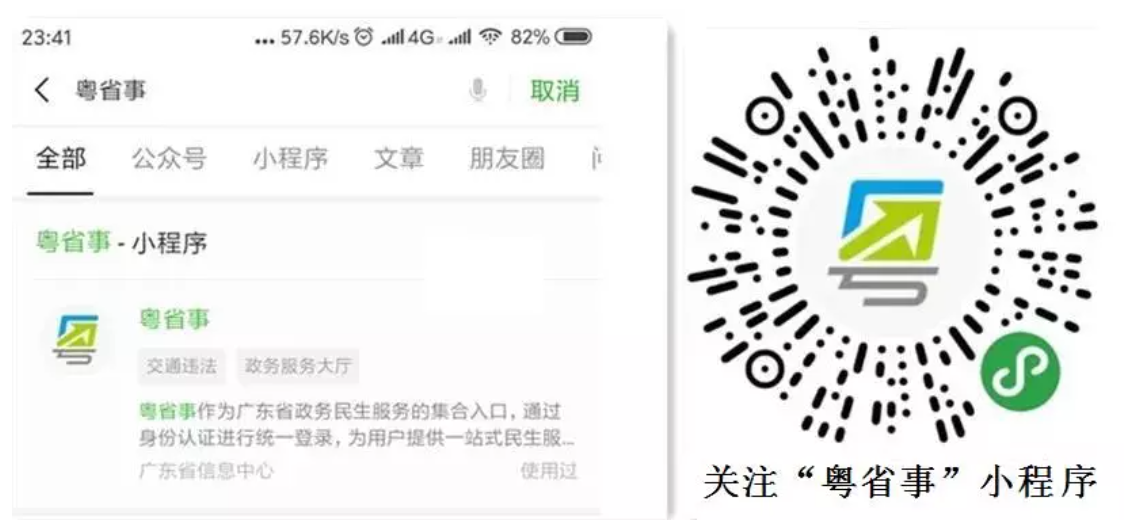 23:41
... 57.6K/s 4G 82%
粤省事
取消
全部 公众号 小程序 文章 朋友圈
粤省事 - 小程序
粤省事
交通违法 政务服务大厅
粤省事作为广东省政务民生服务的集合入口，通过
身份认证进行统一登录，为用户提供一站式民生服...
广东省信息中心 使用过
关注“粤省事”小程序